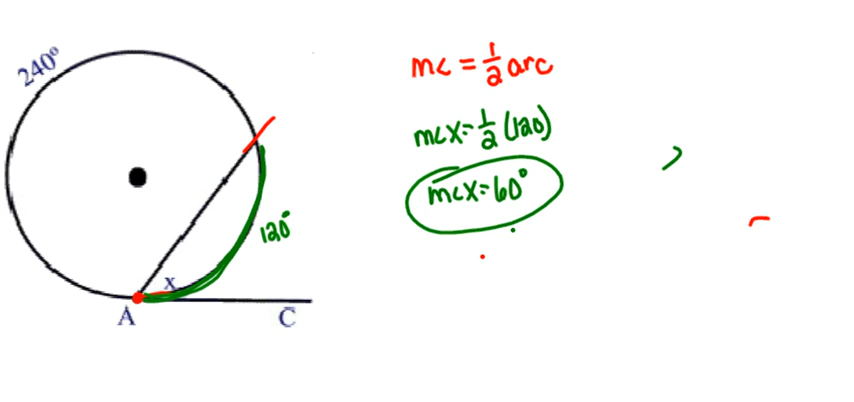 240°
m< = 1/2 arc
m<x = 1/2 (120)
m<x = 60°
120°
x
A
C